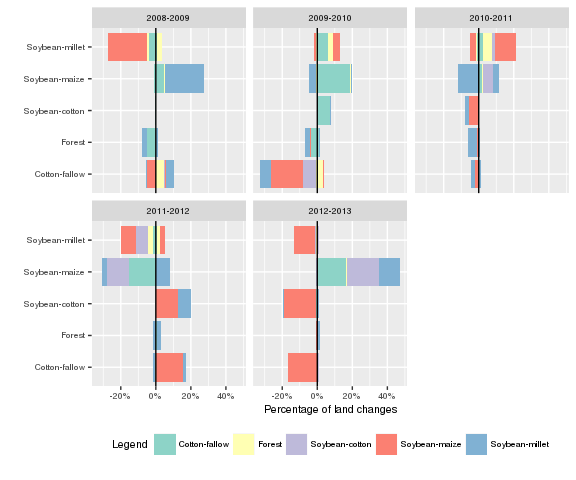 2008-2009 2009-2010 2010-2011
Soybean-millet
Soybean-maize
Soybean-cotton
Forest
Cotton-fallow
2011-2012 2012-2013
Soybean-millet
Soybean-maize
Soybean-cotton
Forest
Cotton-fallow
-20% 0% 20% 40% -20% 0% 20% 40%
Percentage of land changes
Legend Cotton-fallow Forest Soybean-cotton Soybean-maize Soybean-millet